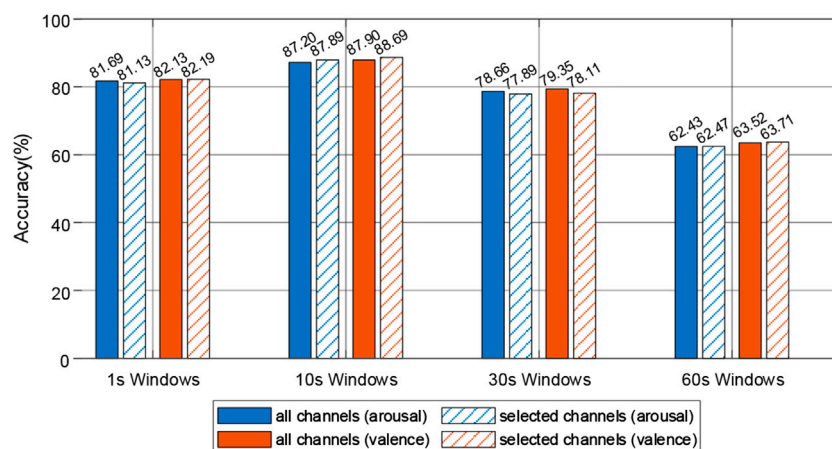 100
80
60
40
20
0
Accuracy(%)
81.69 81.13 82.13 82.19
87.20 87.89 87.90 88.69
78.66 77.89 79.35 78.11
62.43 62.47 63.52 63.71
1s Windows 10s Windows 30s Windows 60s Windows
all channels (arousal) selected channels (arousal)
all channels (valence) selected channels (valence)